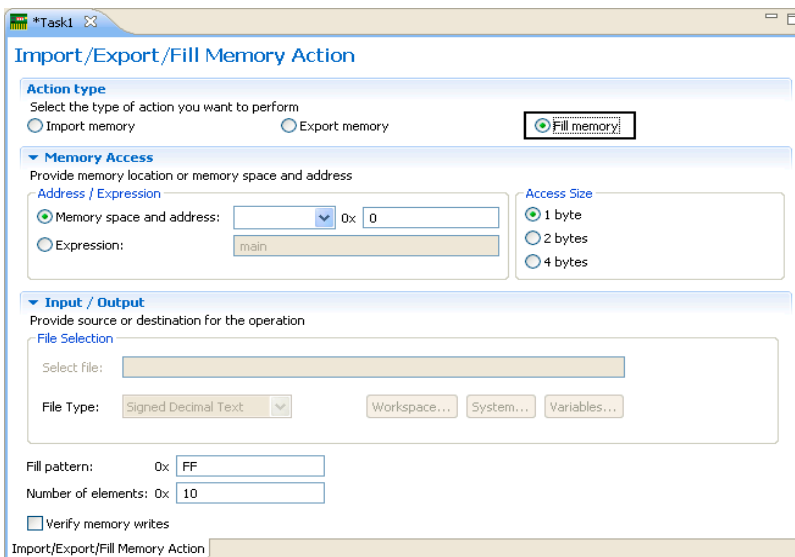 *Task1
Import/Export/Fill Memory Action
Action type
Select the type of action you want to perform
Import memory Export memory Fill memory
Memory Access
Provide memory location or memory space and address
Address / Expression Access Size
Memory space and address: 0x 0 1 byte
2 bytes
Expression: main
4 bytes
Input / Output
Provide source or destination for the operation
File Selection
Select file:
File Type: Signed Decimal Text Workspace... System... Variables...
Fill pattern: 0x FF
Number of elements: 0x 10
Verify memory writes
Import/Export/Fill Memory Action